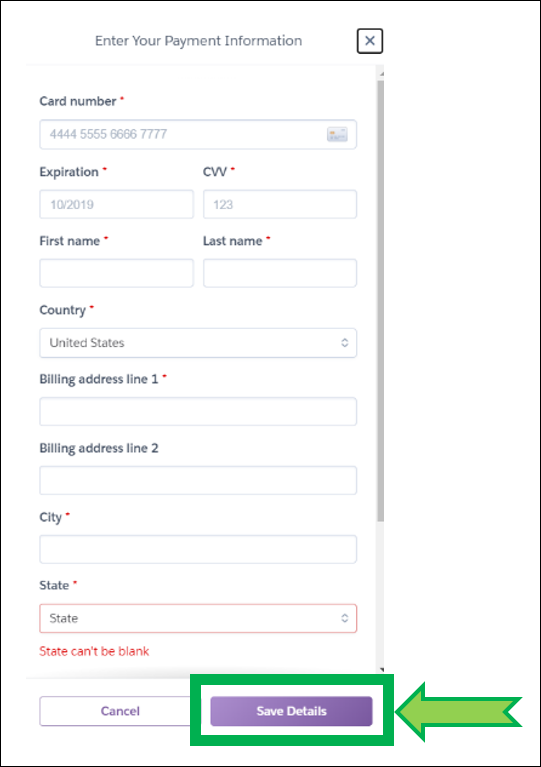 Enter Your Payment Information
Card number *
4444 5555 6666 7777
Expiration * CVV *
10/2019 123
First name * Last name *
Country *
United States
Billing address line 1 *
Billing address line 2
City *
State *
State
State can't be blank
Cancel Save Details